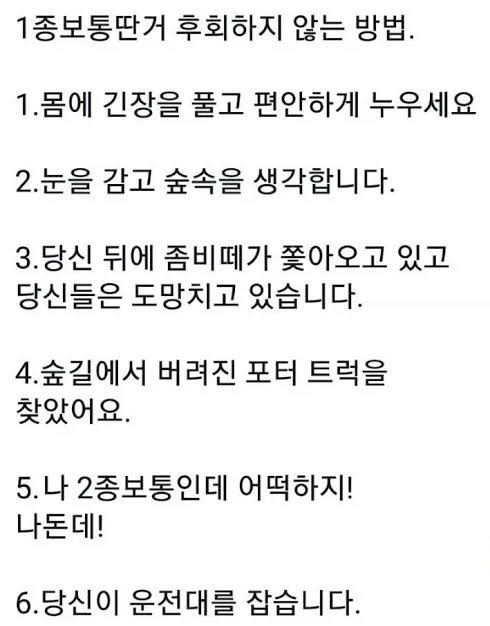 1종보통딴거 후회하지 않는 방법.
1.몸에 긴장을 풀고 편안하게 누우세요
2.눈을 감고 숲속을 생각합니다.
3.당신 뒤에 좀비떼가 쫓아오고 있고
당신들은 도망치고 있습니다.
4.숲길에서 버려진 포터 트럭을
찾았어요.
5.나 2종보통인데 어떡하지!
나돈데!
6.당신이 운전대를 잡습니다.